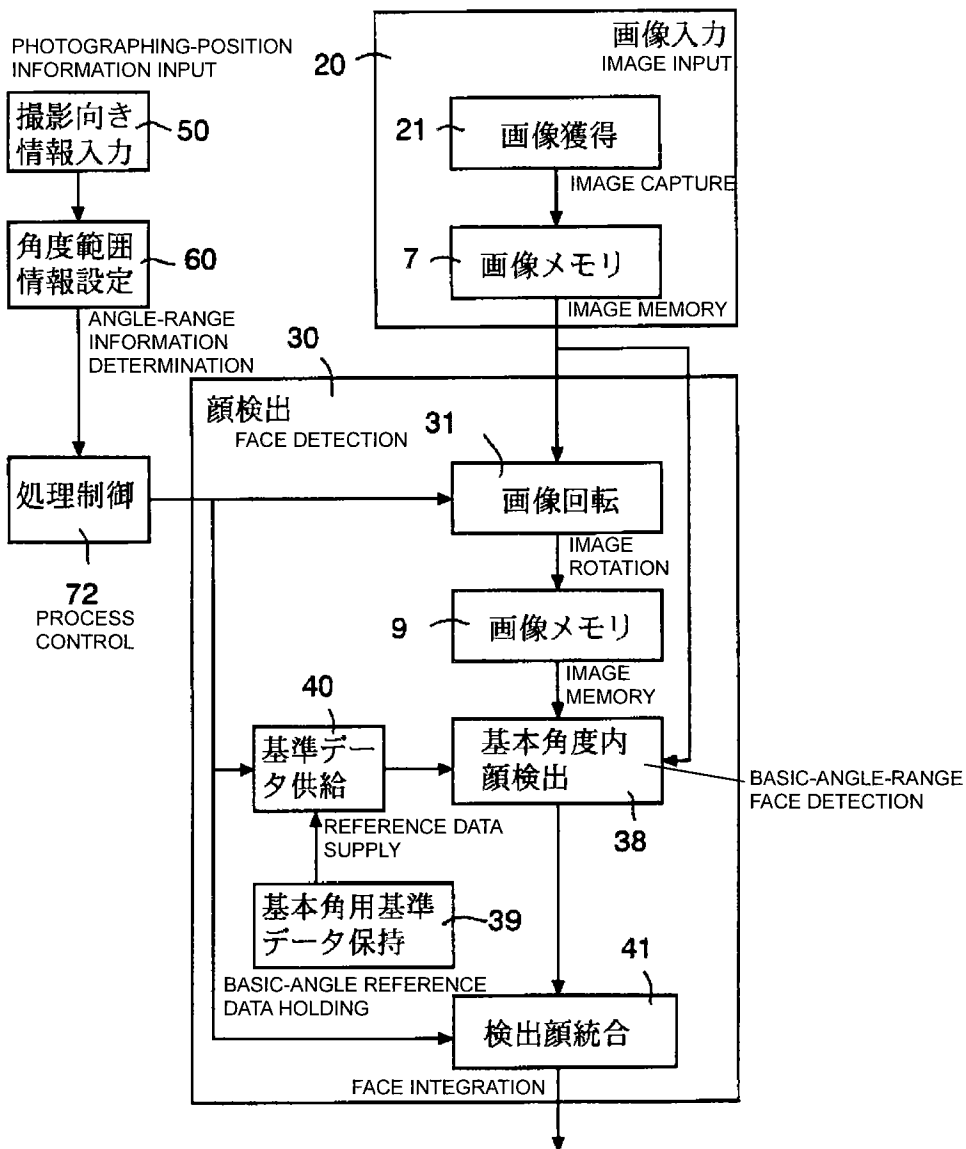 PHOTOGRAPHING-POSITION
INFORMATION INPUT
撮影向き
情報入力
50
角度範囲
情報設定
60
ANGLE-RANGE
INFORMATION
DETERMINATION
処理制御
72
PROCESS
CONTROL
20
画像入力
IMAGE INPUT
21
画像獲得
IMAGE CAPTURE
7
画像メモリ
IMAGE MEMORY
30
顔検出
FACE DETECTION
31
画像回転
IMAGE
ROTATION
9
画像メモリ
IMAGE
MEMORY
40
基準デー
タ供給
REFERENCE DATA
SUPPLY
基本角度内
顔検出
38
BASIC-ANGLE-RANGE
FACE DETECTION
基本角用基準
データ保持
39
BASIC-ANGLE REFERENCE
DATA HOLDING
41
検出顔統合
FACE INTEGRATION